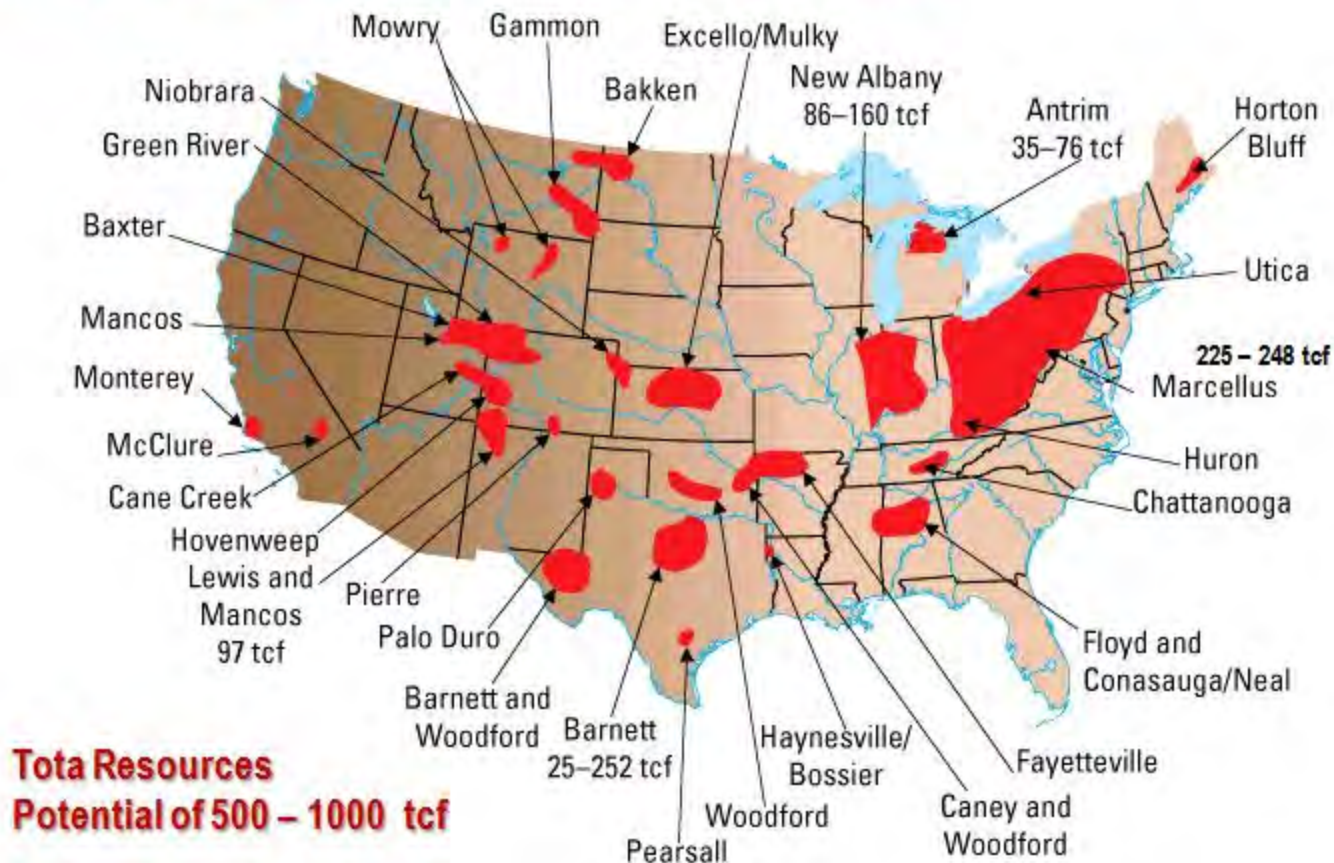 Mowry
Gammon
Excello/Mulky
Niobrara
Bakken
New Albany
86–160 tcf
Antrim
35–76 tcf
Horton
Bluff
Green River
Baxter
Utica
Mancos
225 – 248 tcf
Marcellus
Monterey
McClure
Huron
Cane Creek
Chattanooga
Hovenweep
Lewis and
Mancos
97 tcf
Pierre
Palo Duro
Floyd and
Conasauga/Neal
Barnett and
Woodford
Barnett
25–252 tcf
Haynesville/
Bossier
Fayetteville
Tota Resources
Potential of 500 – 1000 tcf
Woodford
Caney and
Woodford
Pearsall